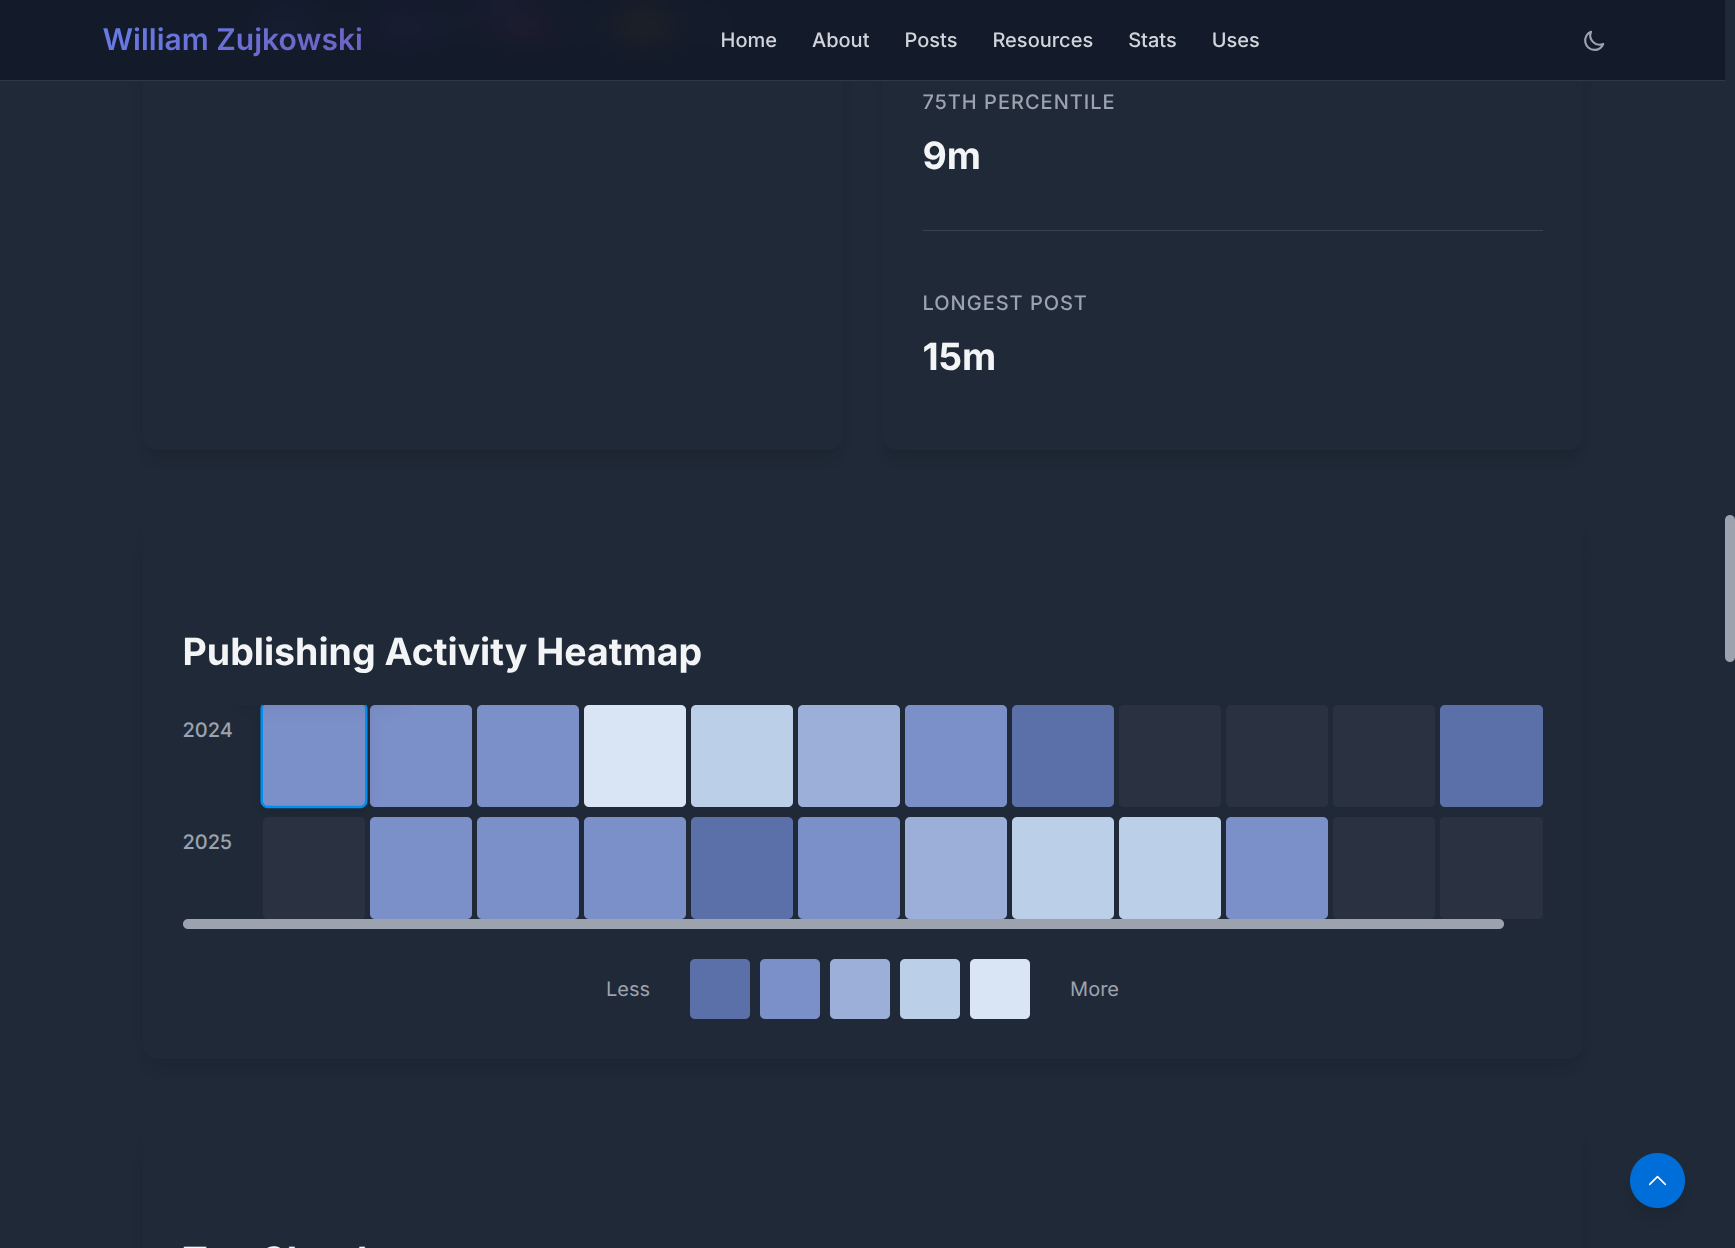 William Zujkowski
Home About Posts Resources Stats Uses
75TH PERCENTILE
9m
LONGEST POST
15m
Publishing Activity Heatmap
2024
2025
Less More